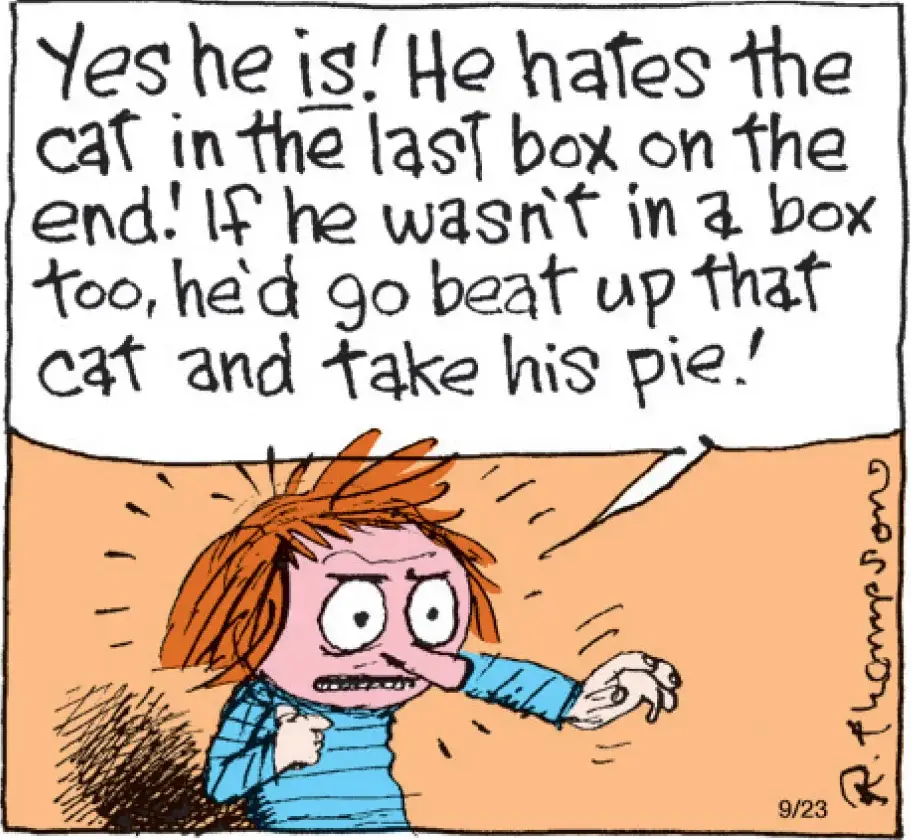 Yes he is! He hates the
cat in the last box on the
end! If he wasn't in a box
too, he'd go beat up that
cat and take his pie!
R. Thompson
9/23